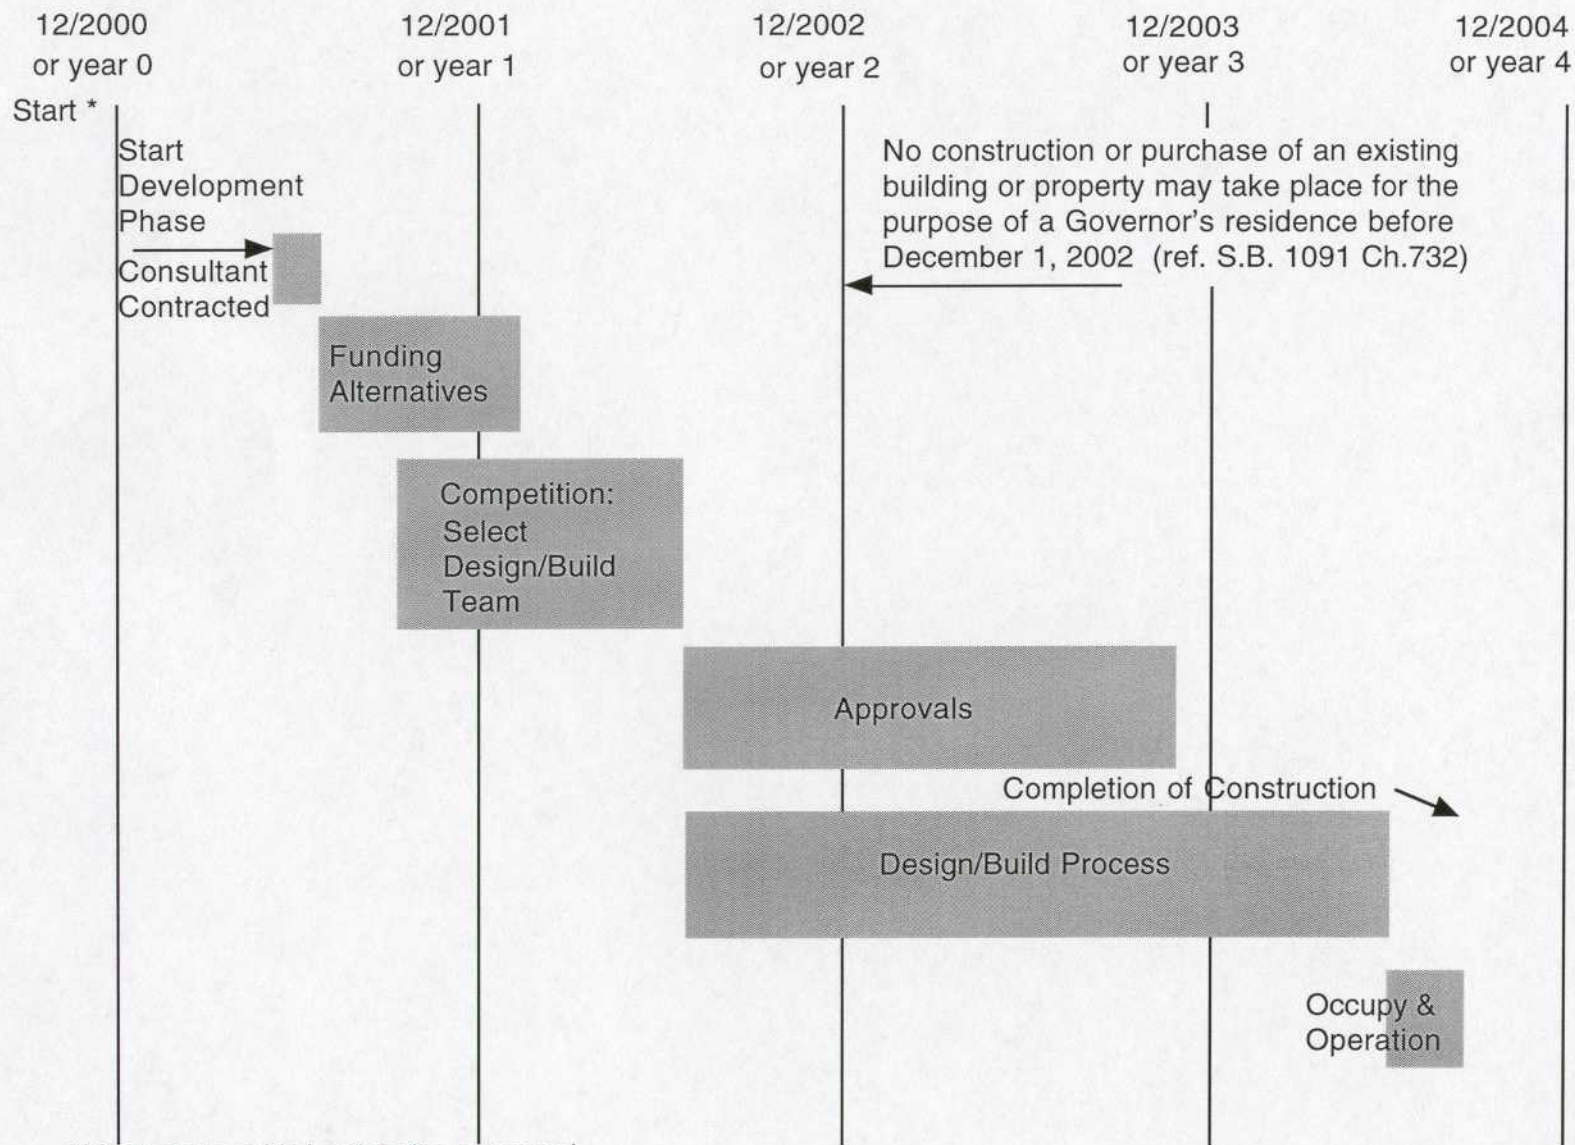 12/2000
or year 0
12/2001
or year 1
12/2002
or year 2
12/2003
or year 3
12/2004
or year 4
Start *
Start
Development
Phase
Consultant
Contracted
No construction or purchase of an existing
building or property may take place for the
purpose of a Governor's residence before
December 1, 2002 (ref. S.B. 1091 Ch.732)
Funding
Alternatives
Competition:
Select
Design/Build
Team
Approvals
Completion of Construction
Design/Build Process
Occupy &
Operation